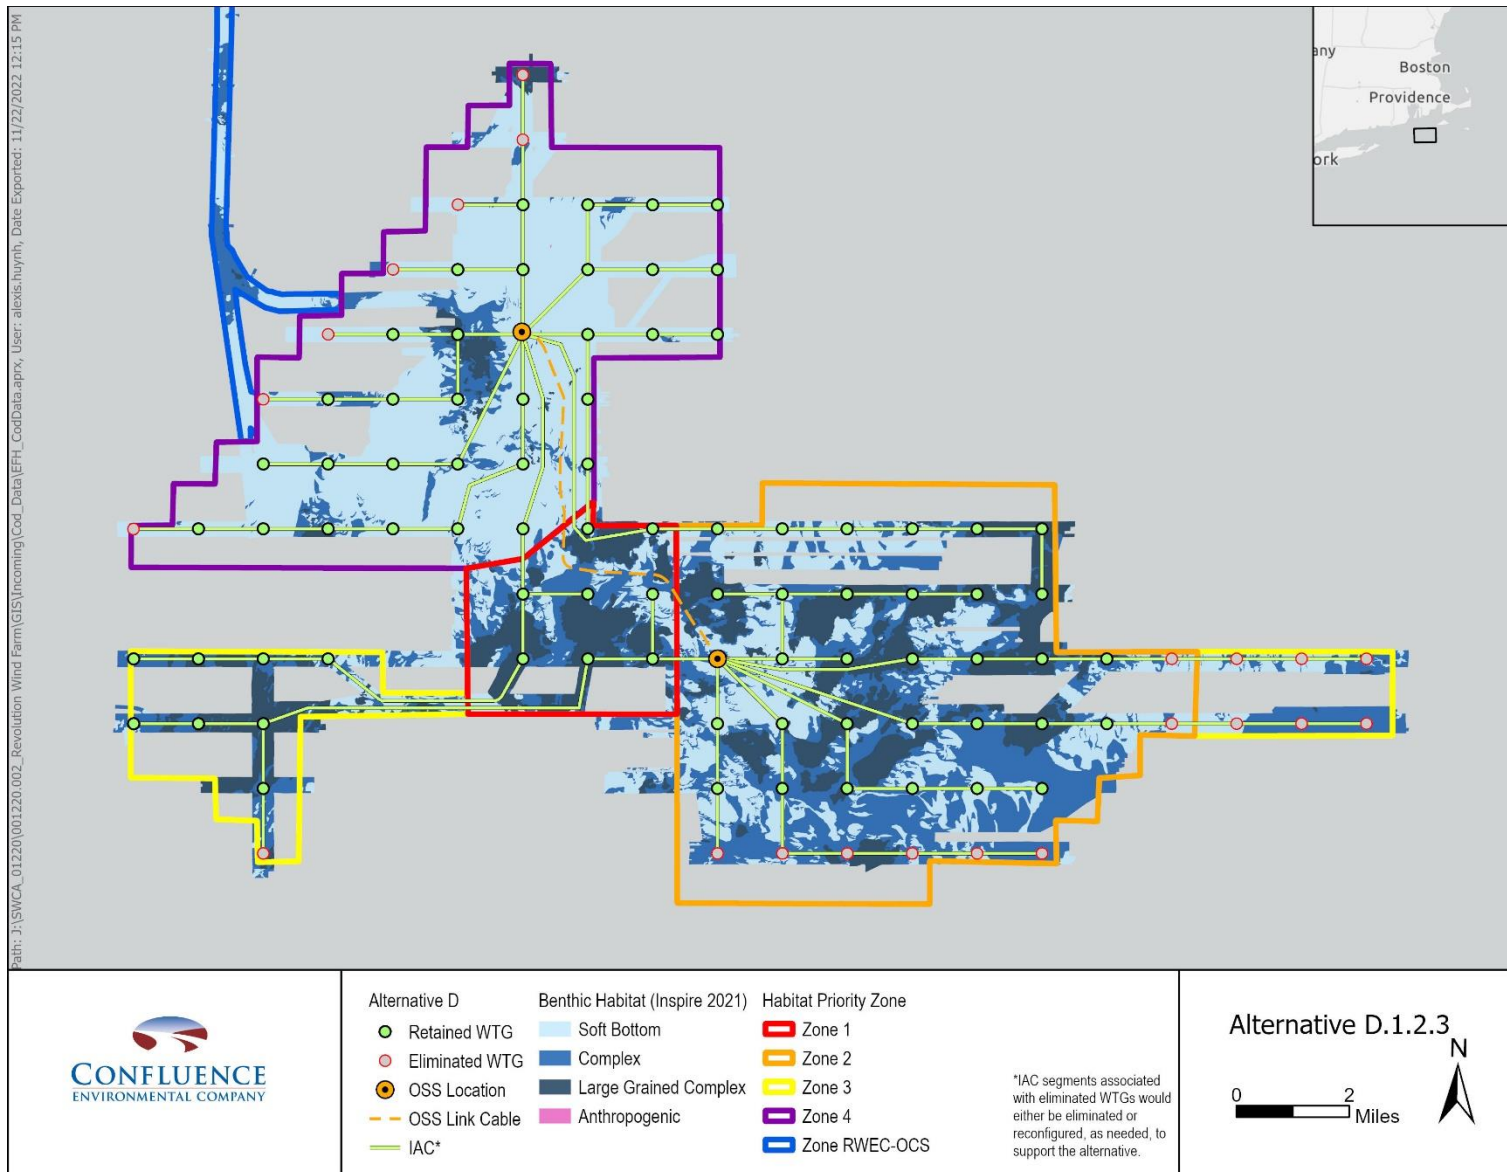 Path: J:\SWCA_01220\001220.002_Revolution Wind Farm\GIS\Incoming\Cod_Data\EFH_CodData.aprx, User: alexis.huynh, Date Exported: 11/22/2022 12:15 PM
any
Boston
Providence
ork
CONFLUENCE
ENVIRONMENTAL COMPANY
Alternative D
Retained WTG
Eliminated WTG
OSS Location
OSS Link Cable
IAC*
Benthic Habitat (Inspire 2021)
Soft Bottom
Complex
Large Grained Complex
Anthropogenic
Habitat Priority Zone
Zone 1
Zone 2
Zone 3
Zone 4
Zone RWEC-OCS
*IAC segments associated
with eliminated WTGs would
either be eliminated or
reconfigured, as needed, to
support the alternative.
Alternative D.1.2.3
N
0 2
Miles